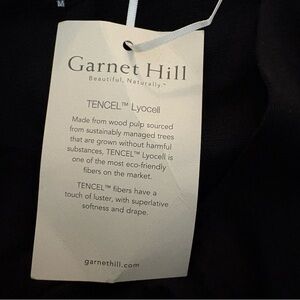 M
Garnet Hill
Beautiful, Naturally.™
TENCEL™ Lyocell
Made from wood pulp sourced
from sustainably managed trees
that are grown without harmful
substances, TENCEL™ Lyocell is
one of the most eco-friendly
fibers on the market.
TENCEL™ fibers have a
touch of luster, with superlative
softness and drape.
garnethill.com